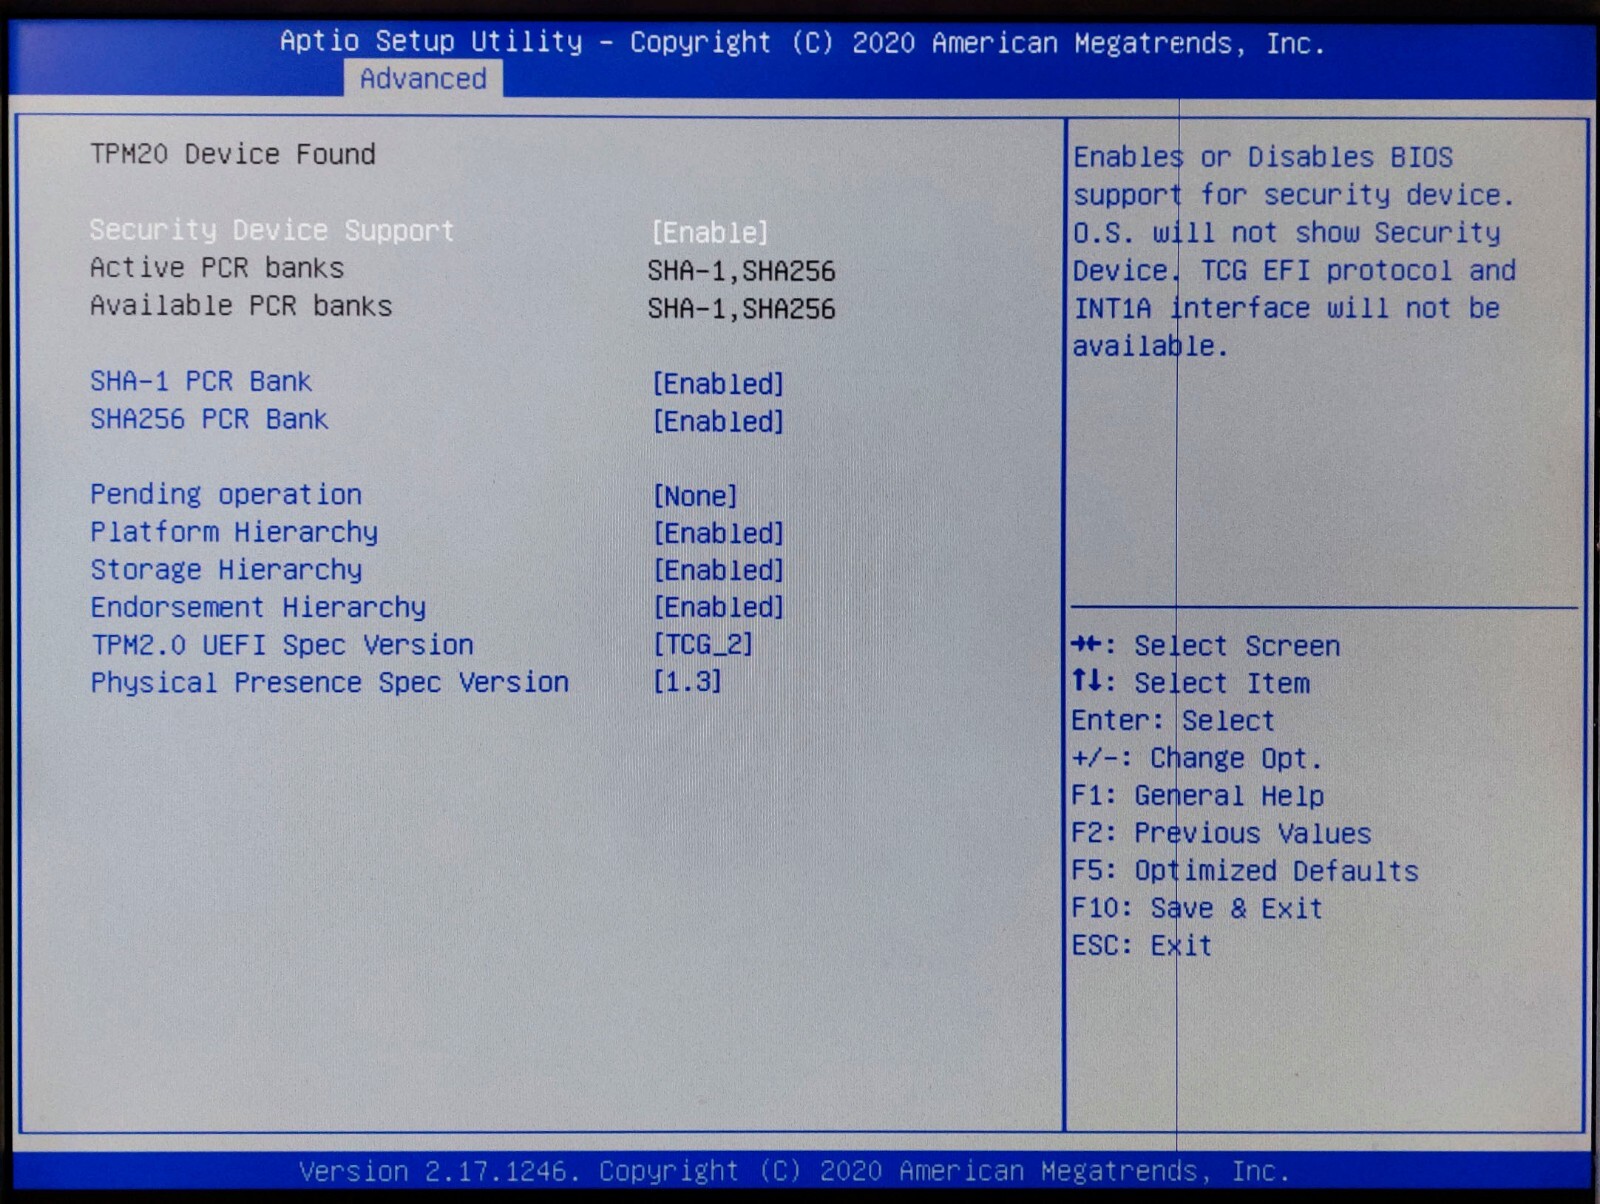 Aptio Setup Utility - Copyright (C) 2020 American Megatrends, Inc.
Advanced
TPM20 Device Found
Security Device Support [Enable]
Active PCR banks SHA-1,SHA256
Available PCR banks SHA-1,SHA256
SHA-1 PCR Bank [Enabled]
SHA256 PCR Bank [Enabled]
Pending operation [None]
Platform Hierarchy [Enabled]
Storage Hierarchy [Enabled]
Endorsement Hierarchy [Enabled]
TPM2.0 UEFI Spec Version [TCG_2]
Physical Presence Spec Version [1.3]
Enables or Disables BIOS
support for security device.
O.S. will not show Security
Device. TCG EFI protocol and
INT1A interface will not be
available.
→←: Select Screen
↑↓: Select Item
Enter: Select
+/-: Change Opt.
F1: General Help
F2: Previous Values
F5: Optimized Defaults
F10: Save & Exit
ESC: Exit
Version 2.17.1246. Copyright (C) 2020 American Megatrends, Inc.